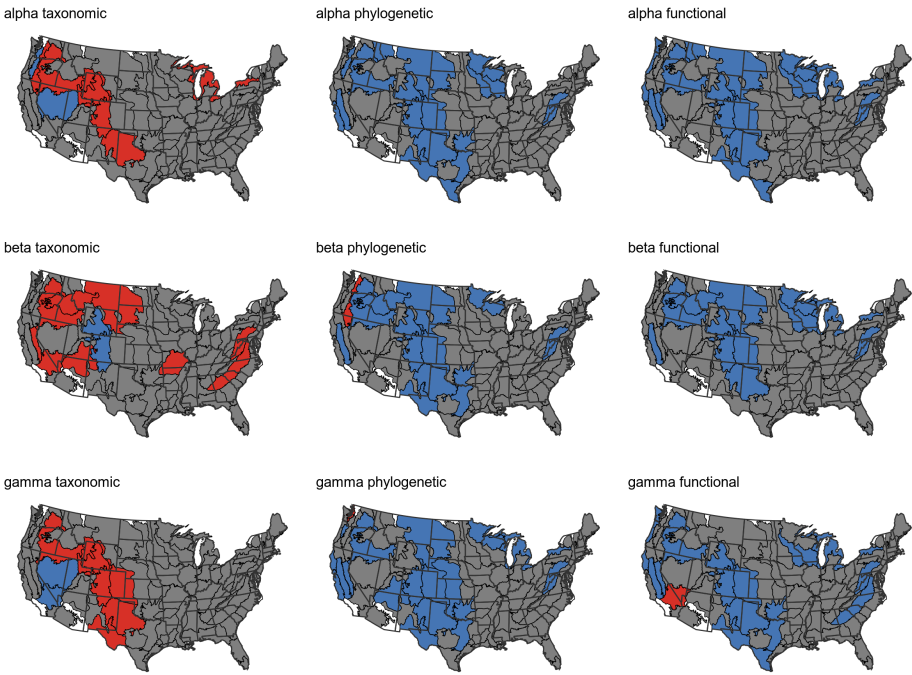 alpha taxonomic
alpha phylogenetic
alpha functional
beta taxonomic
beta phylogenetic
beta functional
gamma taxonomic
gamma phylogenetic
gamma functional